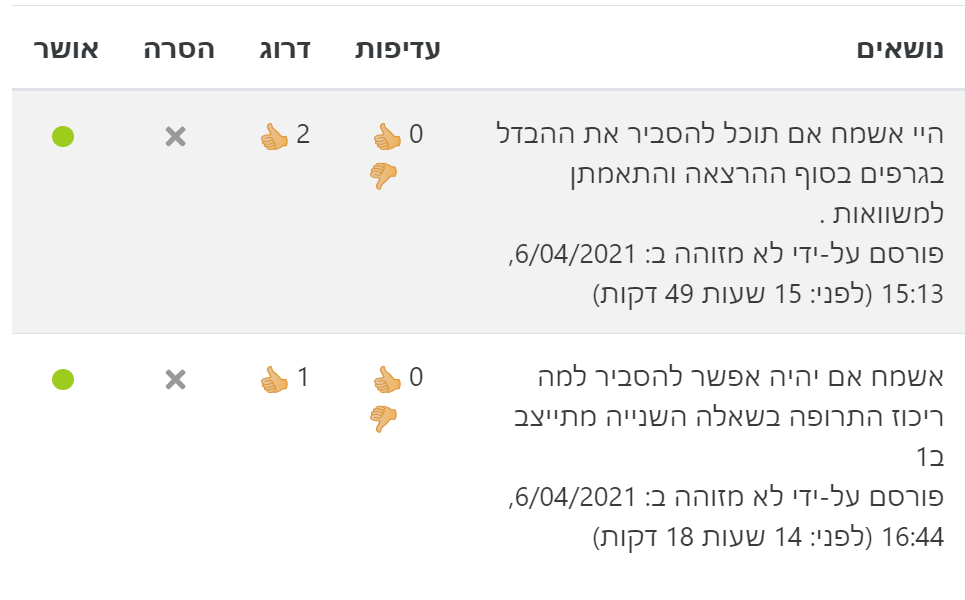 נושאים עדיפות דרוג הסרה אושר
היי אשמח אם תוכל להסביר את ההבדל 0 2
בגרפים בסוף ההרצאה והתאמתן
למשוואות .
פורסם על-ידי לא מזוהה ב: 6/04/2021,
15:13 (לפני: 15 שעות 49 דקות)
אשמח אם יהיה אפשר להסביר למה 0 1
ריכוז התרופה בשאלה השנייה מתייצב
ב1
פורסם על-ידי לא מזוהה ב: 6/04/2021,
16:44 (לפני: 14 שעות 18 דקות)